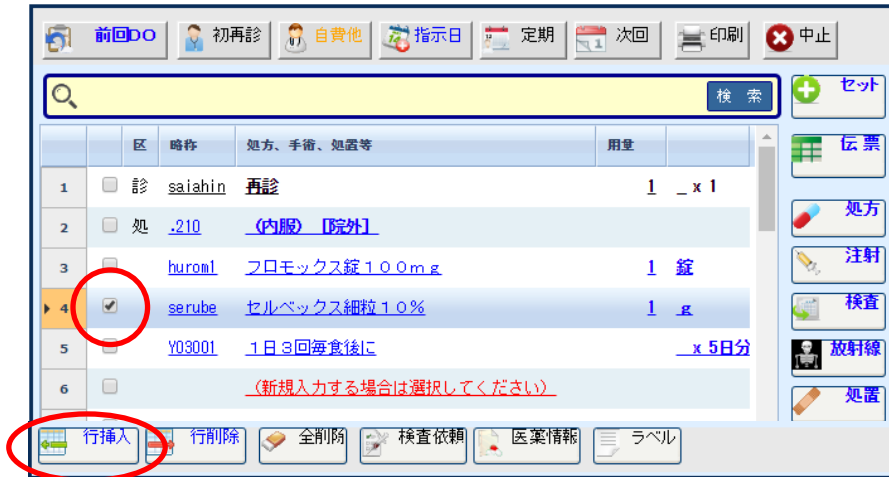 前回DO 初再診 自費他 指示日 定期 次回 印刷 中止
検 索
セット
区 略称 処方、手術、処置等 用量
伝票
1 診 saiahin 再診 1 _ x 1
2 処 .210 (内服) [院外]
処方
3 hurom1 フロモックス錠100mg 1 錠
注射
4 serube セルベックス細粒10% 1 g
検査
5 Y03001 1日3回毎食後に _ x 5日分
放射線
6 (新規入力する場合は選択してください)
処置
行挿入 行削除 全削除 検査依頼 医薬情報 ラベル